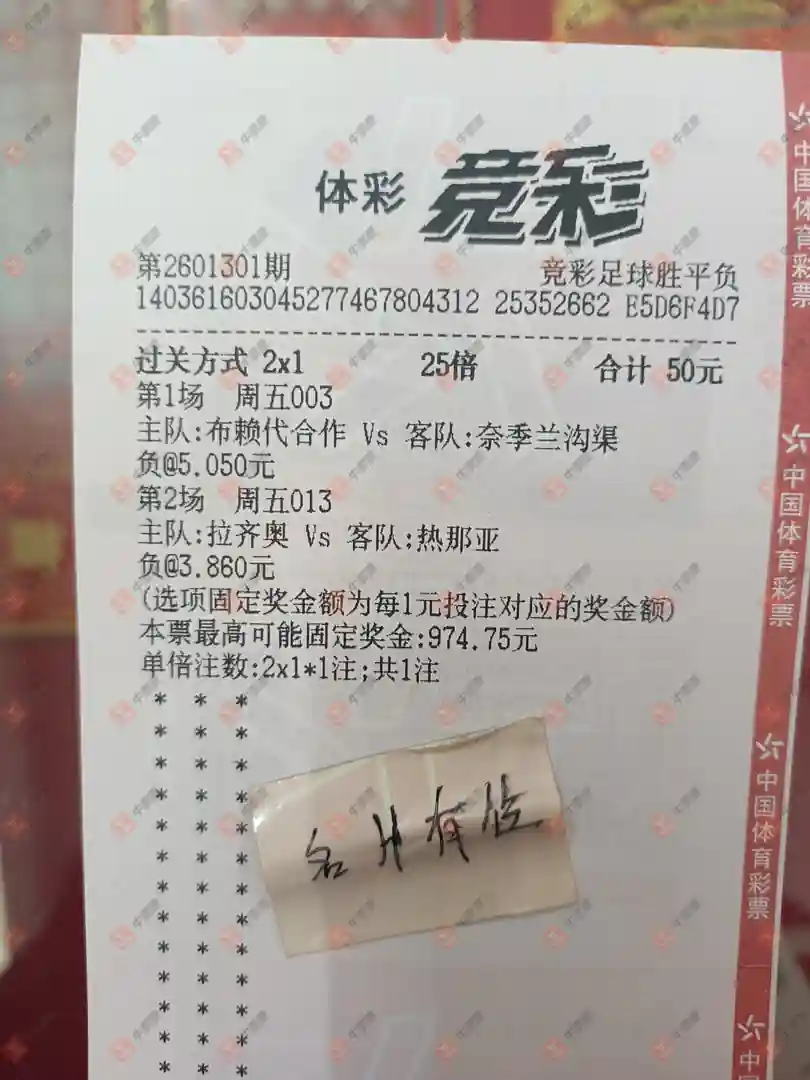 体彩 竞彩
第2601301期 竞彩足球胜平负
140361603045277467804312 25352662 E5D6F4D7
过关方式 2x1 25倍 合计 50元
第1场 周五003
主队:布赖代合作 Vs 客队:奈季兰沟渠
负@5.050元
第2场 周五013
主队:拉齐奥 Vs 客队;热那亚
负@3.860元
(选项固定奖金额为每1元投注对应的奖金额)
本票最高可能固定奖金:974.75元
单倍注数:2x1*1注;共1注
* * *
* * *
* * *
* * *
* * *
* * *
* * *
* * *
* * *
* * *
* * *
* * *
* * *
名片有位
中国体育彩票
中国体育彩票
中国体育彩票
中